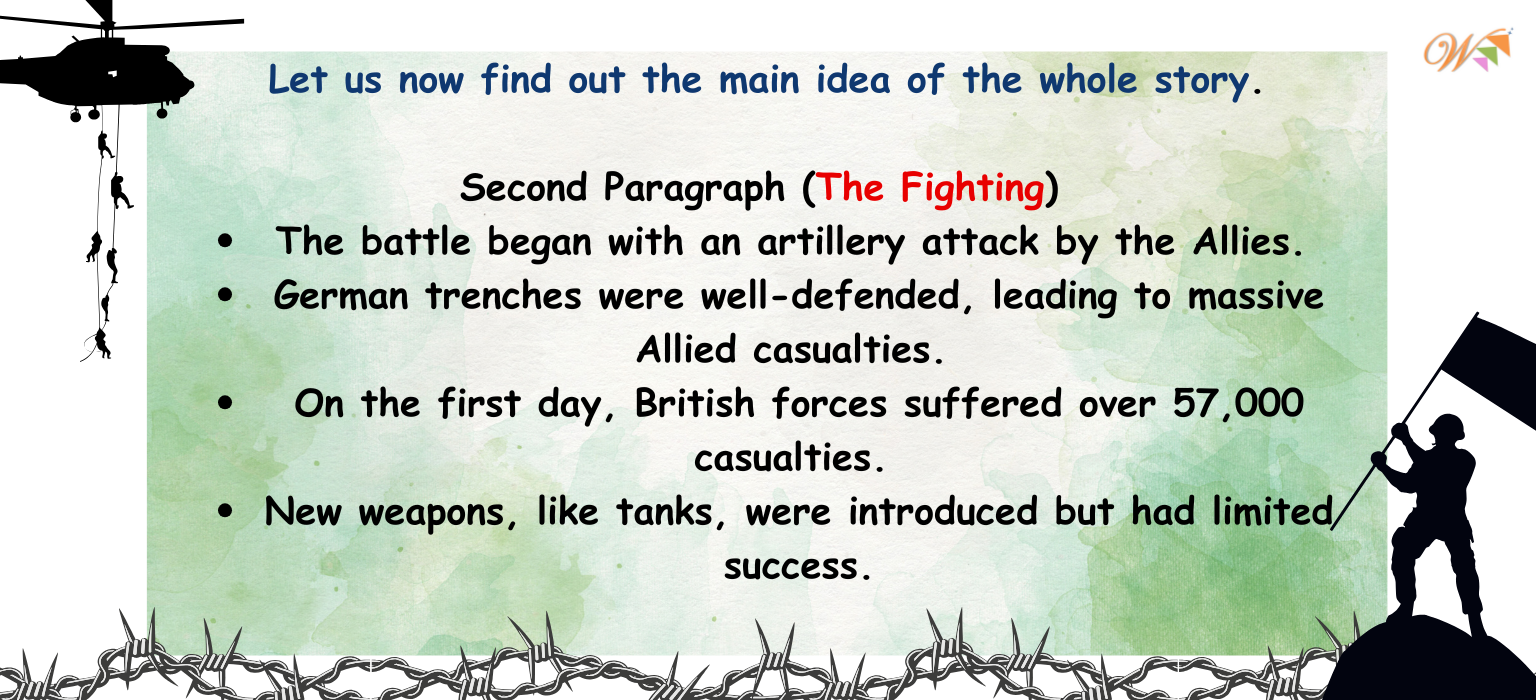 Let us now find out the main idea of the whole story.
Second Paragraph (The Fighting)
• The battle began with an artillery attack by the Allies.
• German trenches were well-defended, leading to massive
Allied casualties.
• On the first day, British forces suffered over 57,000
casualties.
• New weapons, like tanks, were introduced but had limited
success.
W